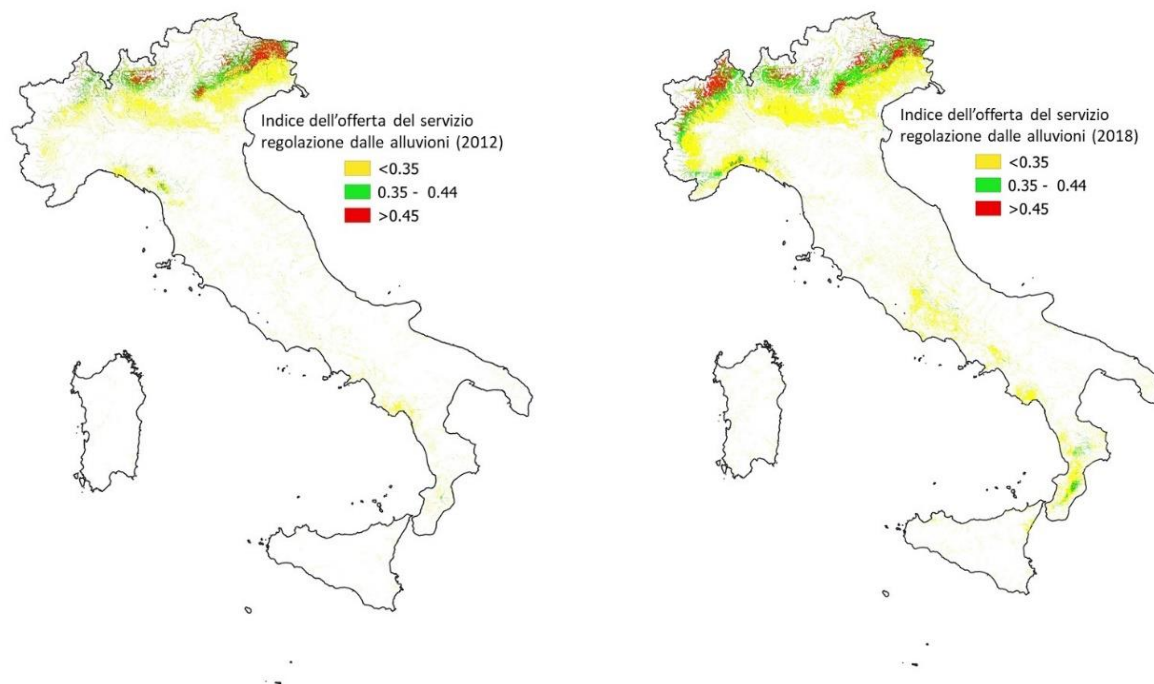 Indice dell’offerta del servizio
regolazione dalle alluvioni (2012)
<0.35
0.35 - 0.44
>0.45
Indice dell’offerta del servizio
regolazione dalle alluvioni (2018)
<0.35
0.35 - 0.44
>0.45